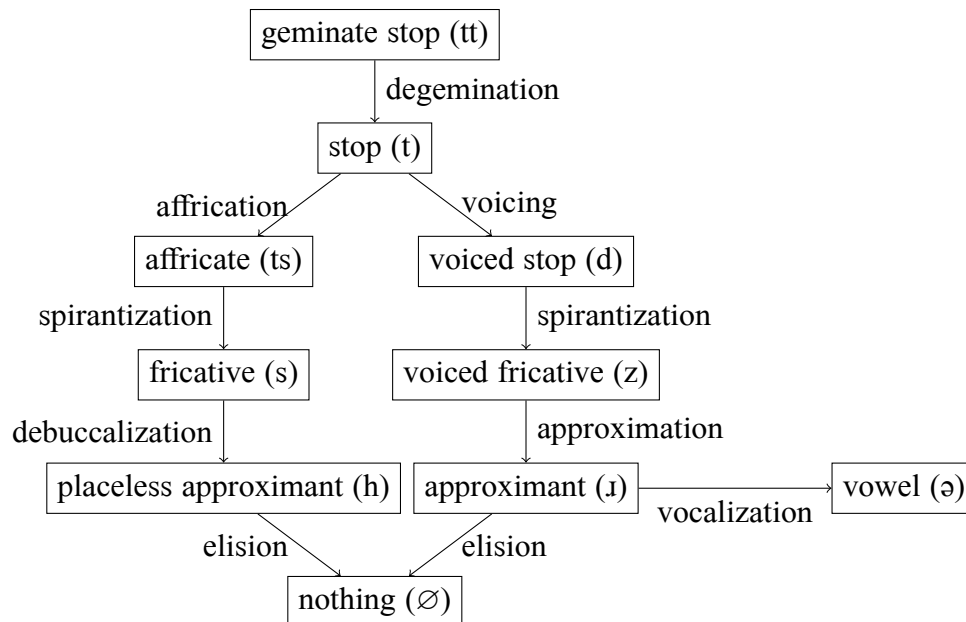 geminate stop (tt)
degemination
stop (t)
affrication
voicing
affricate (ts)
voiced stop (d)
spirantization
spirantization
fricative (s)
voiced fricative (z)
debuccalization
approximation
placeless approximant (h)
approximant (ɹ)
vowel (ə)
vocalization
elision
elision
nothing (∅)